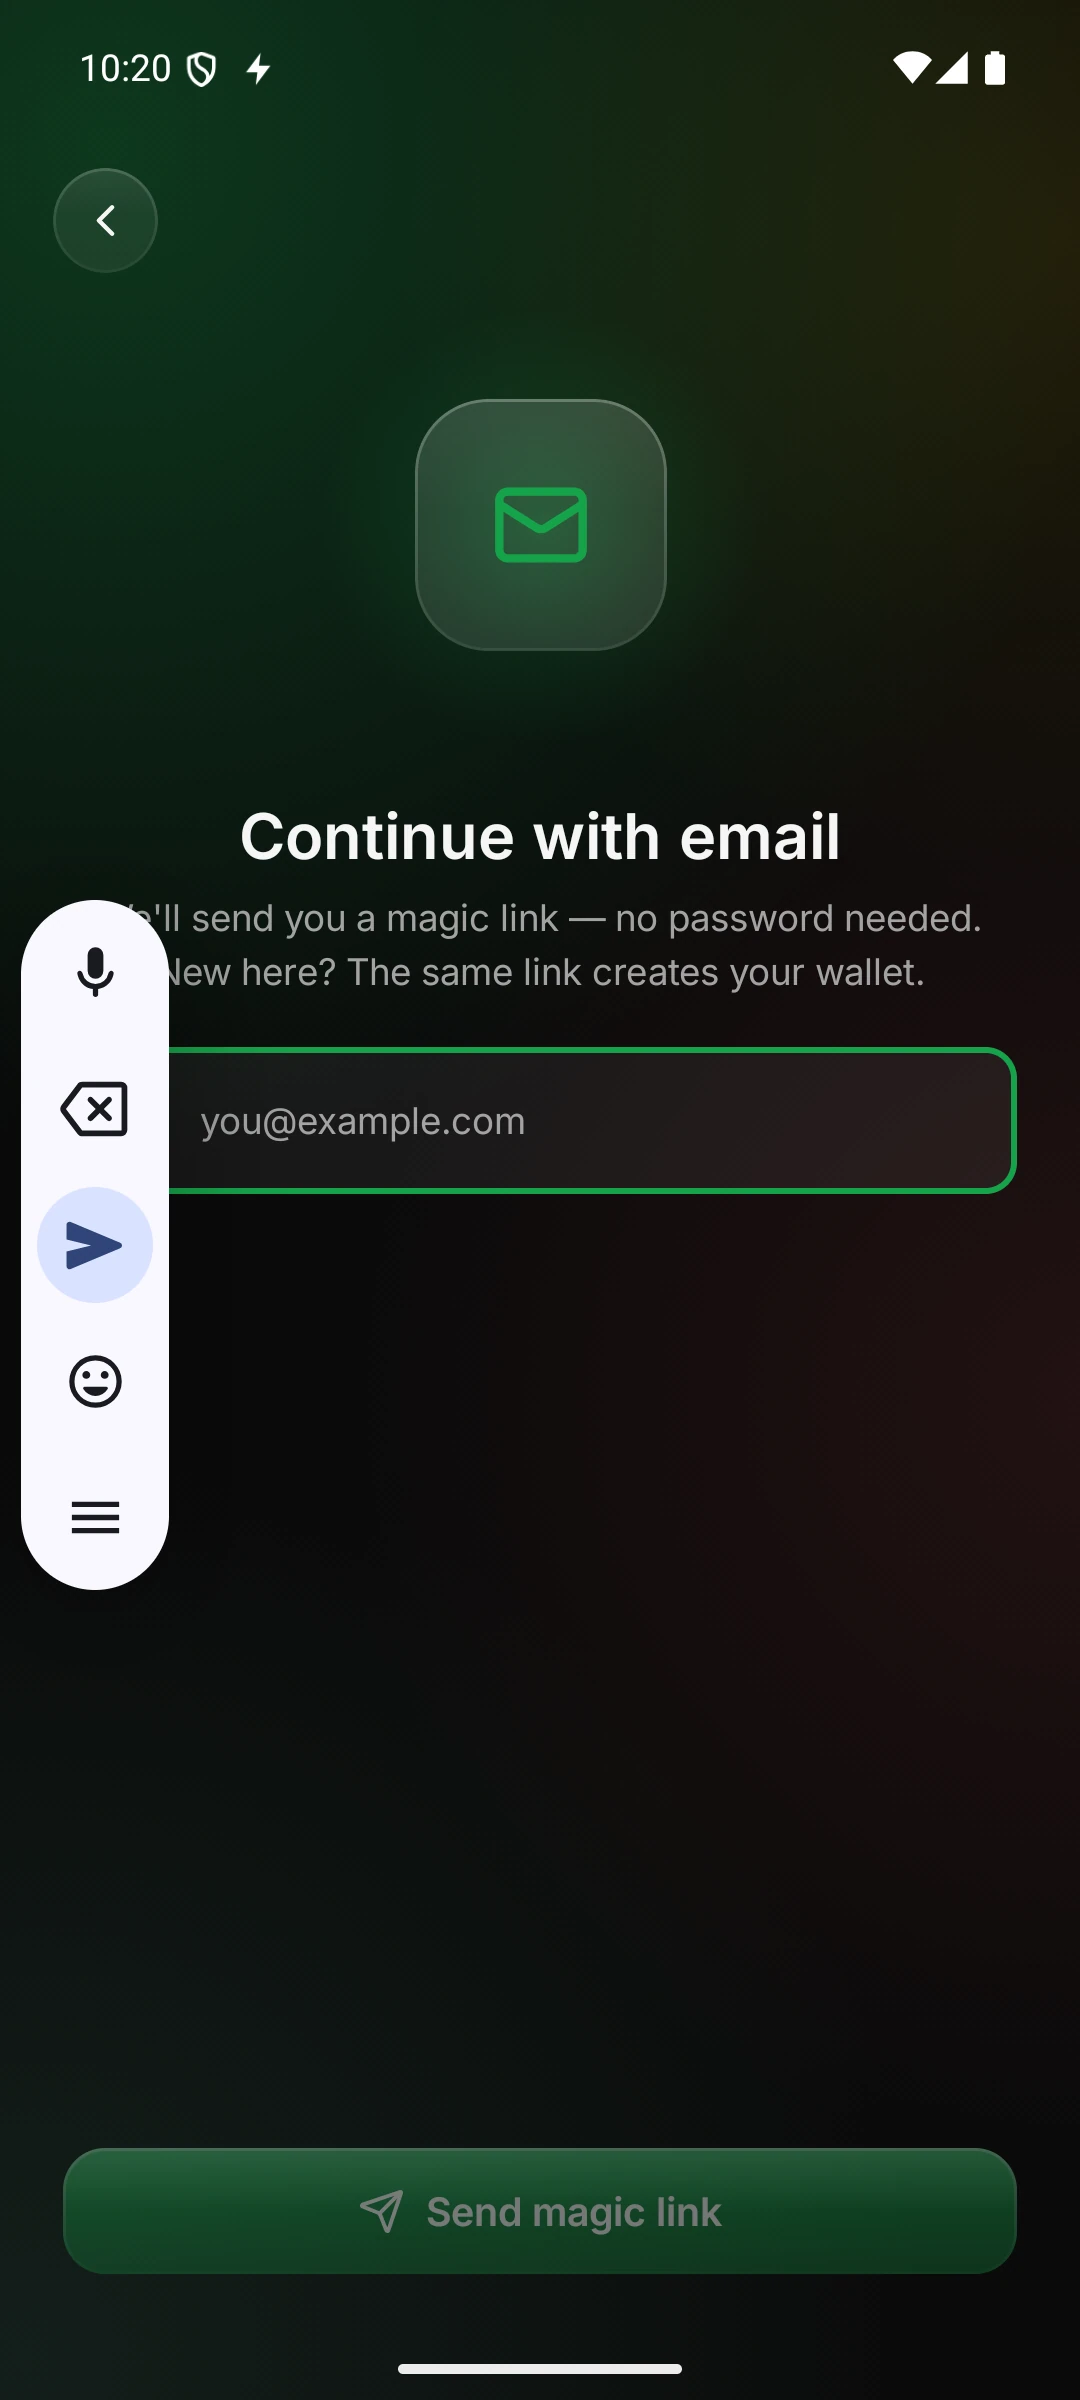 10:20
Continue with email
'll send you a magic link — no password needed.
New here? The same link creates your wallet.
you@example.com
Send magic link